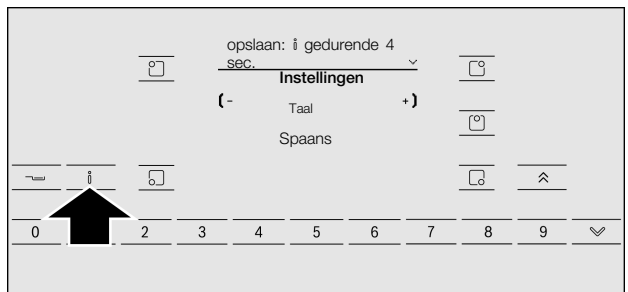 opslaan: i gedurende 4
sec.
Instellingen
- Taal +
Spaans
i
0 2 3 4 5 6 7 8 9